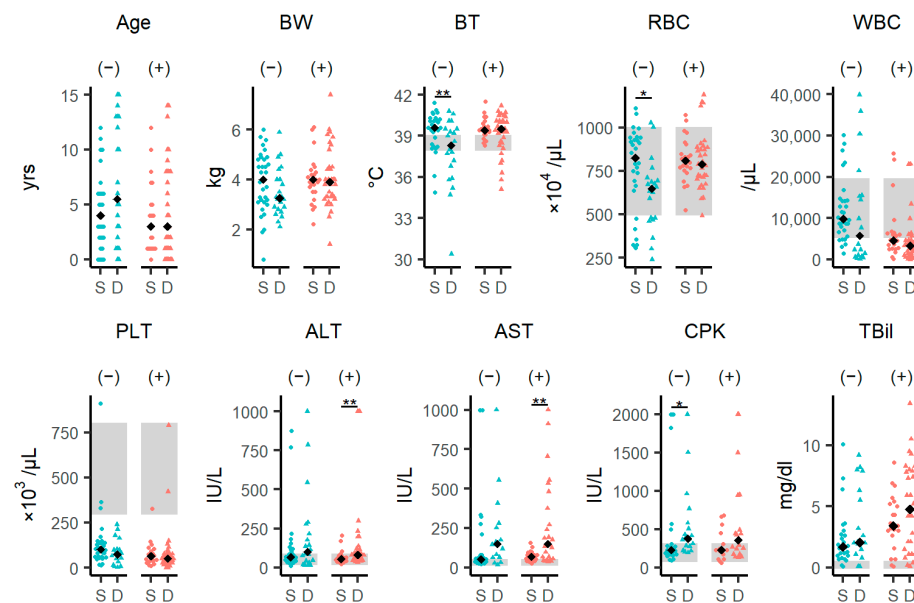 Age BW BT RBC WBC
(−) (+) (−) (+) (−) (+) (−) (+) (−) (+)
yrs
15
10
5
0
S D S D
kg
6
4
2
S D S D
°C
42
39
36
33
30
**
S D S D
×10⁴ /μL
1000
750
500
250
*
S D S D
/μL
40,000
30,000
20,000
10,000
0
S D S D
PLT ALT AST CPK TBil
(−) (+) (−) (+) (−) (+) (−) (+) (−) (+)
×10³ /μL
750
500
250
0
S D S D
IU/L
1000
750
500
250
0
**
S D S D
IU/L
1000
750
500
250
0
**
S D S D
IU/L
2000
1500
1000
500
0
*
S D S D
mg/dl
10
5
0
S D S D